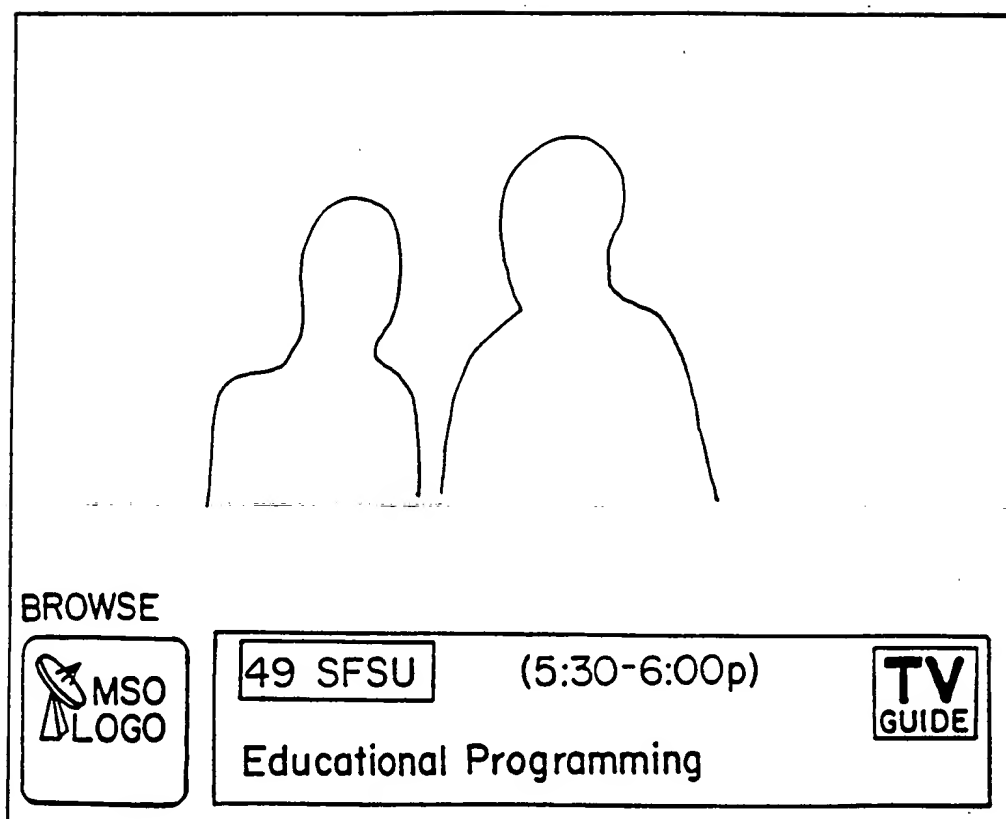 BROWSE
MSO
LOGO
49 SFSU (5:30-6:00p)
Educational Programming
TV
GUIDE